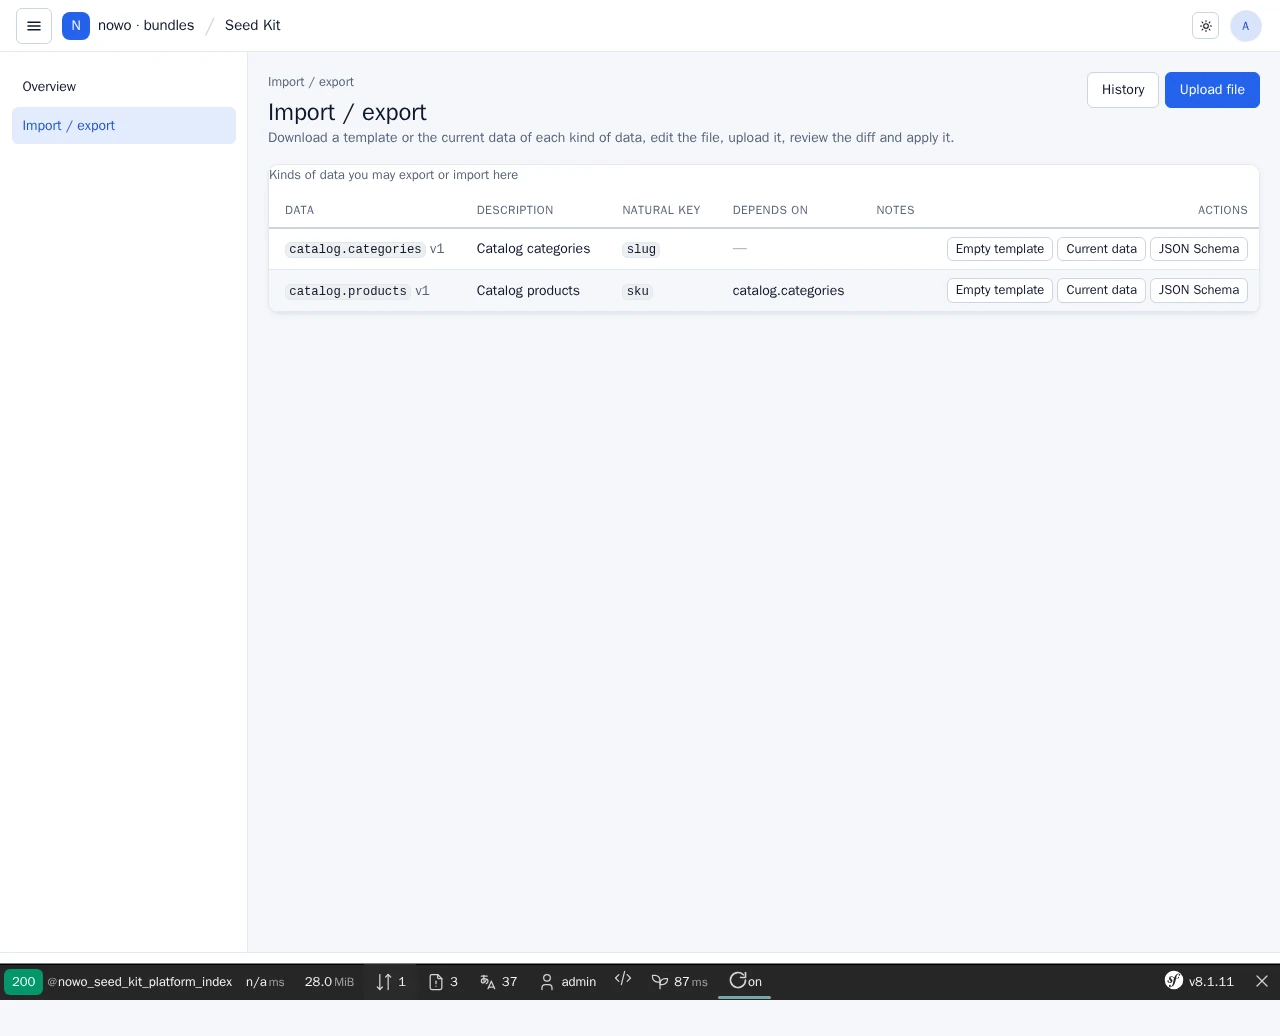 N nowo · bundles / Seed Kit A
Overview
Import / export
Import / export
Import / export
Download a template or the current data of each kind of data, edit the file, upload it, review the diff and apply it.
History Upload file
Kinds of data you may export or import here
DATA DESCRIPTION NATURAL KEY DEPENDS ON NOTES ACTIONS
catalog.categories v1 Catalog categories slug — Empty template Current data JSON Schema
catalog.products v1 Catalog products sku catalog.categories Empty template Current data JSON Schema
200 @nowo_seed_kit_platform_index n/a ms 28.0 MiB 1 3 37 admin 87 ms on sf v8.1.11